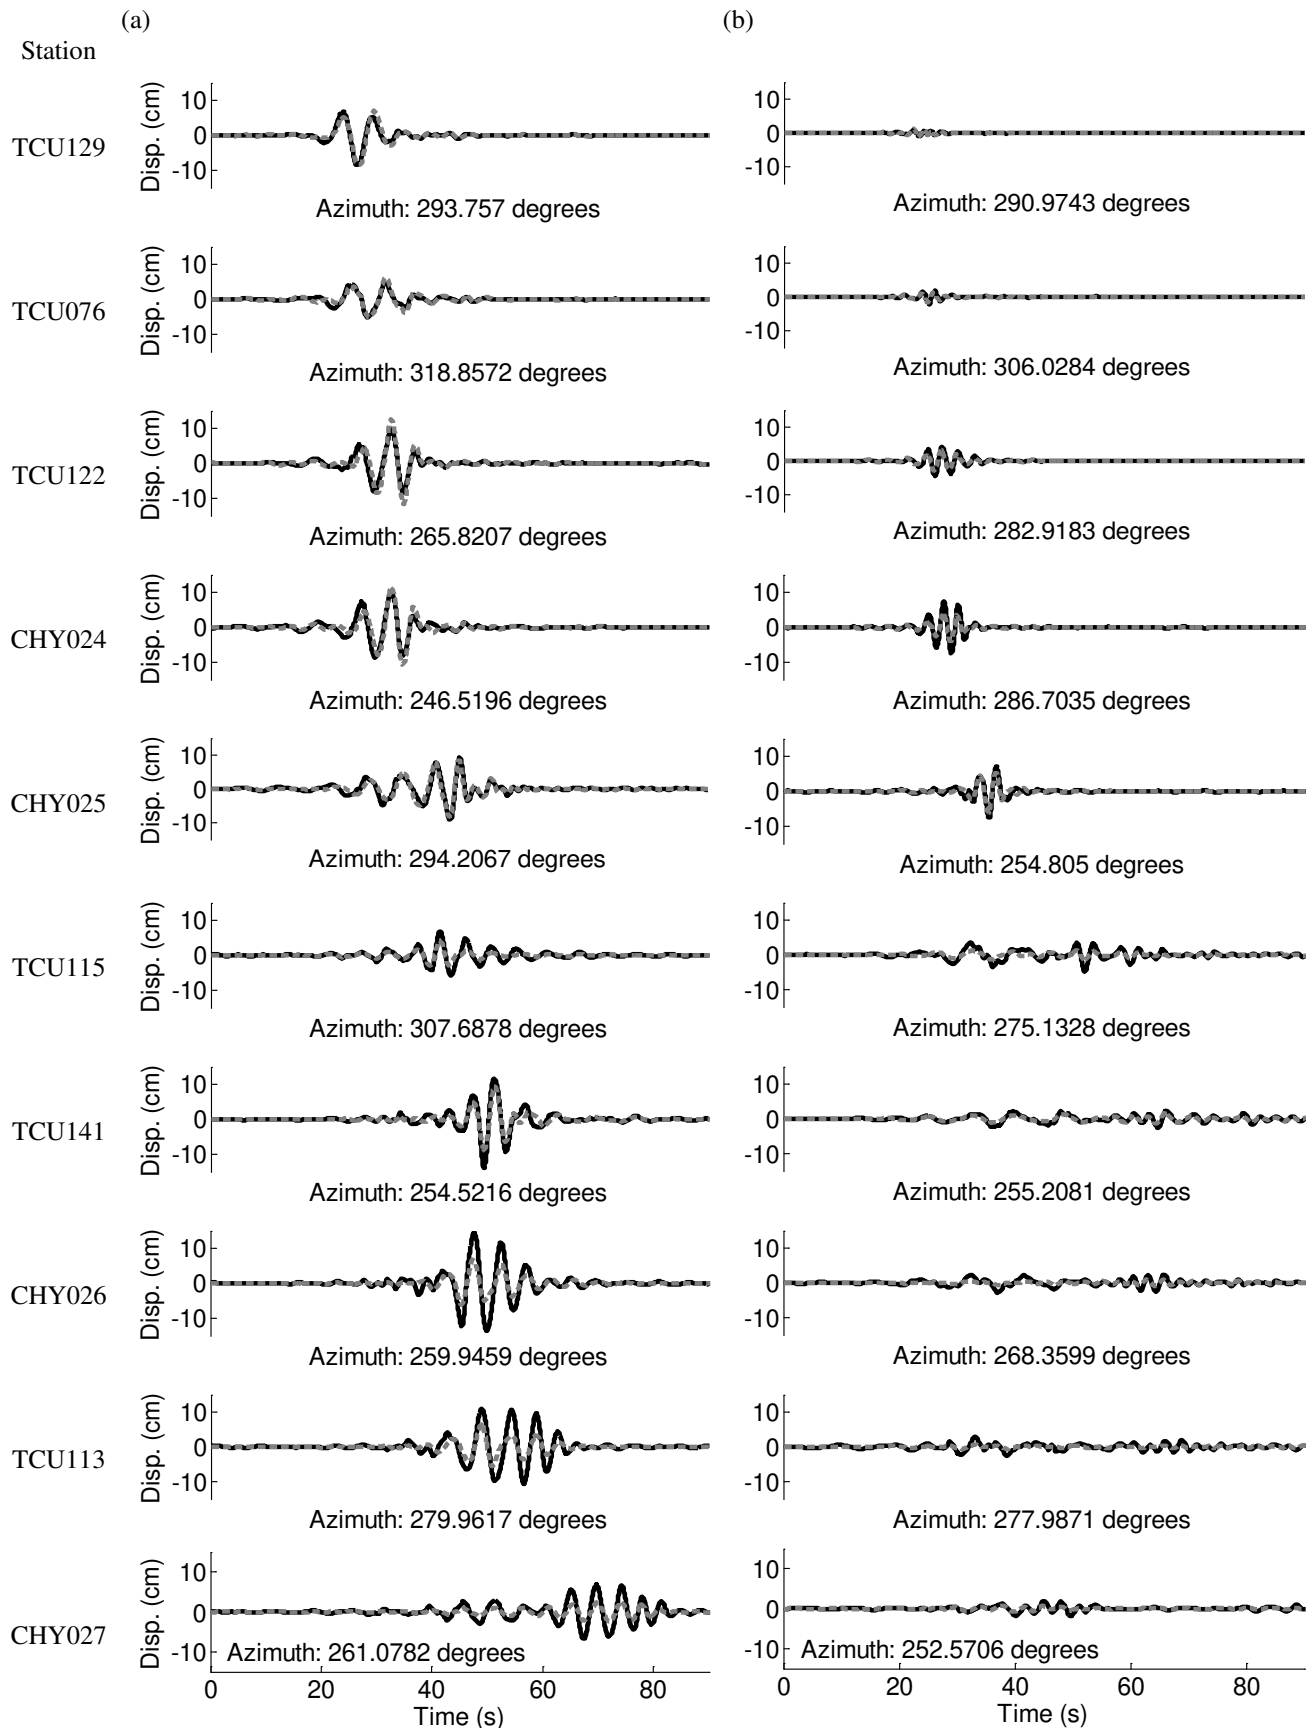 (a) (b)
Station
TCU129
Disp. (cm)
10
0
-10
Azimuth: 293.757 degrees
10
0
-10
Azimuth: 290.9743 degrees
TCU076
Disp. (cm)
10
0
-10
Azimuth: 318.8572 degrees
10
0
-10
Azimuth: 306.0284 degrees
TCU122
Disp. (cm)
10
0
-10
Azimuth: 265.8207 degrees
10
0
-10
Azimuth: 282.9183 degrees
CHY024
Disp. (cm)
10
0
-10
Azimuth: 246.5196 degrees
10
0
-10
Azimuth: 286.7035 degrees
CHY025
Disp. (cm)
10
0
-10
Azimuth: 294.2067 degrees
10
0
-10
Azimuth: 254.805 degrees
TCU115
Disp. (cm)
10
0
-10
Azimuth: 307.6878 degrees
10
0
-10
Azimuth: 275.1328 degrees
TCU141
Disp. (cm)
10
0
-10
Azimuth: 254.5216 degrees
10
0
-10
Azimuth: 255.2081 degrees
CHY026
Disp. (cm)
10
0
-10
Azimuth: 259.9459 degrees
10
0
-10
Azimuth: 268.3599 degrees
TCU113
Disp. (cm)
10
0
-10
Azimuth: 279.9617 degrees
10
0
-10
Azimuth: 277.9871 degrees
CHY027
Disp. (cm)
10
0
-10
Azimuth: 261.0782 degrees
0 20 40 60 80
Time (s)
10
0
-10
Azimuth: 252.5706 degrees
0 20 40 60 80
Time (s)